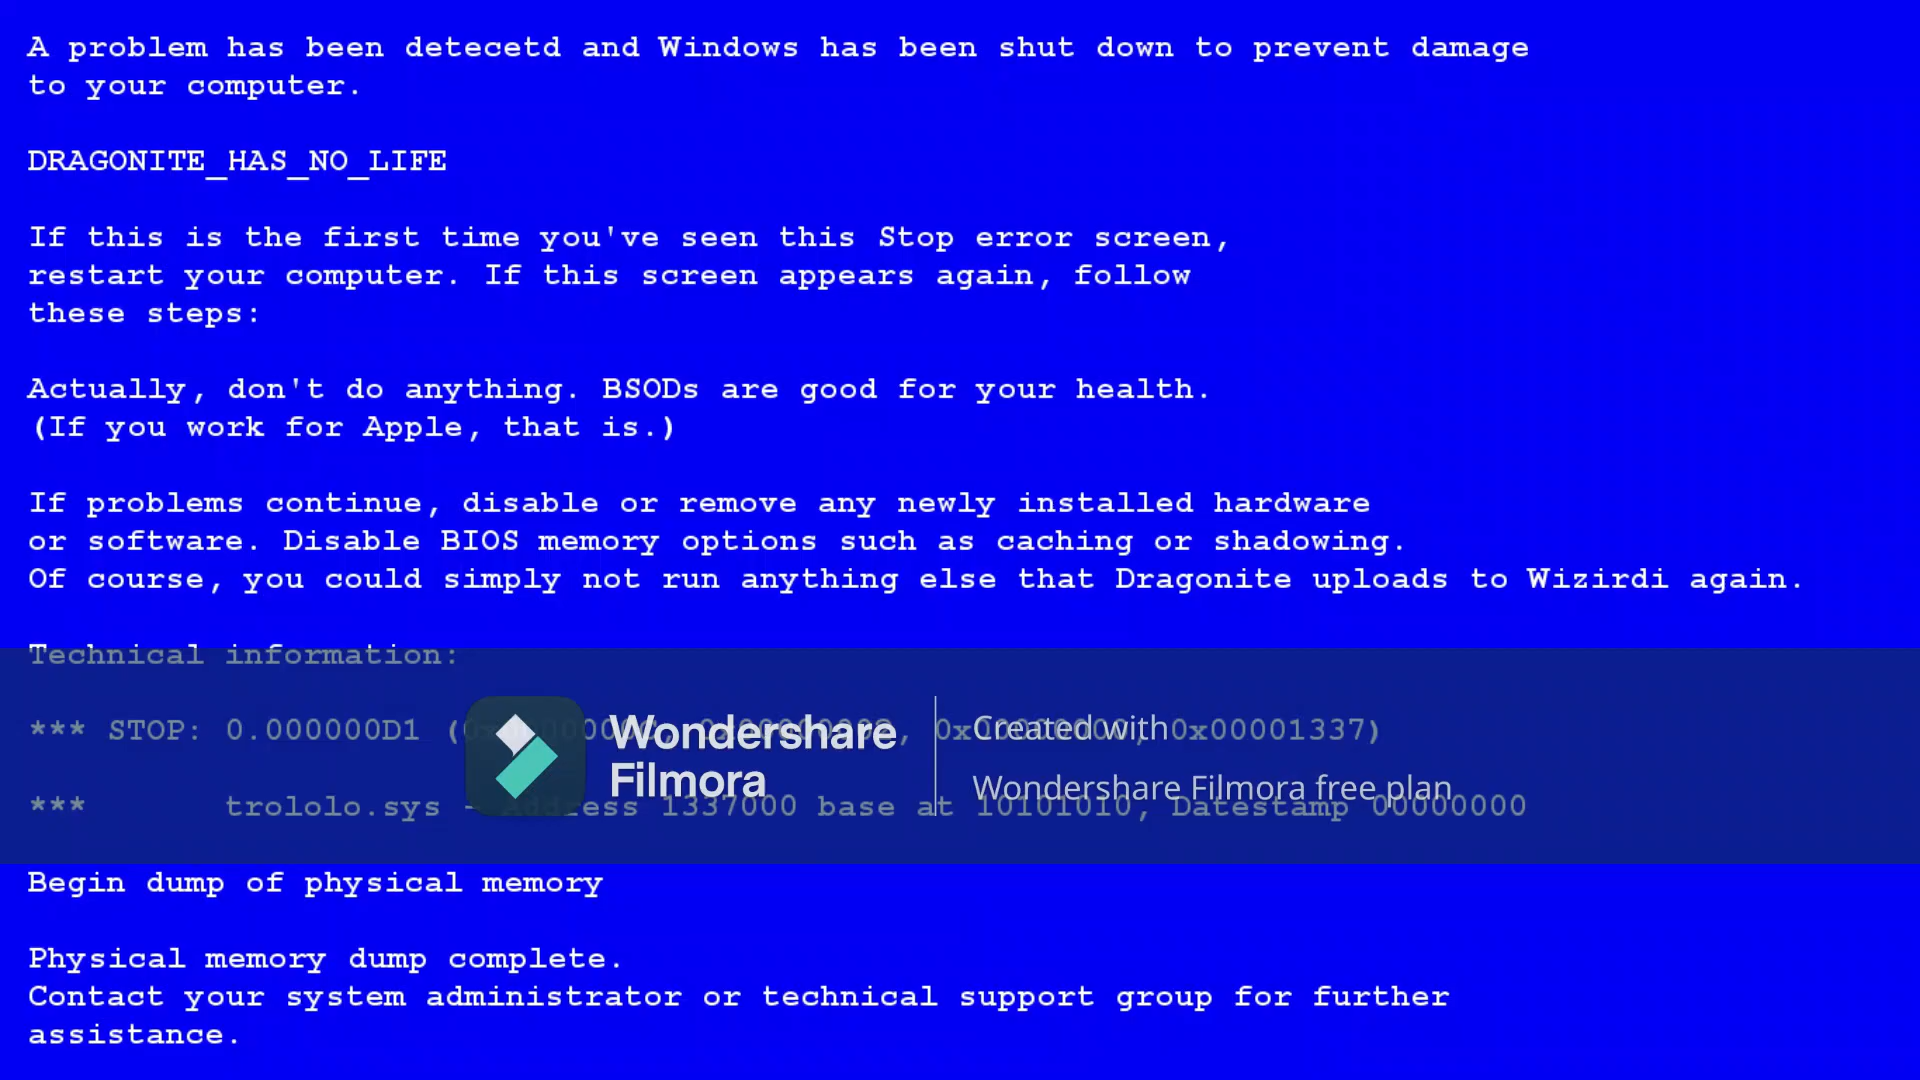 A problem has been detecetd and Windows has been shut down to prevent damage
to your computer.
DRAGONITE_HAS_NO_LIFE
If this is the first time you've seen this Stop error screen,
restart your computer. If this screen appears again, follow
these steps:
Actually, don't do anything. BSODs are good for your health.
(If you work for Apple, that is.)
If problems continue, disable or remove any newly installed hardware
or software. Disable BIOS memory options such as caching or shadowing.
Of course, you could simply not run anything else that Dragonite uploads to Wizirdi again.
Technical information:
*** STOP: 0.000000D1 ( 0x00001337)
*** trololo.sys - Address 1337000 base at 10101010, Datestamp 00000000
Wondershare
Filmora
Created with
Wondershare Filmora free plan
Begin dump of physical memory
Physical memory dump complete.
Contact your system administrator or technical support group for further
assistance.